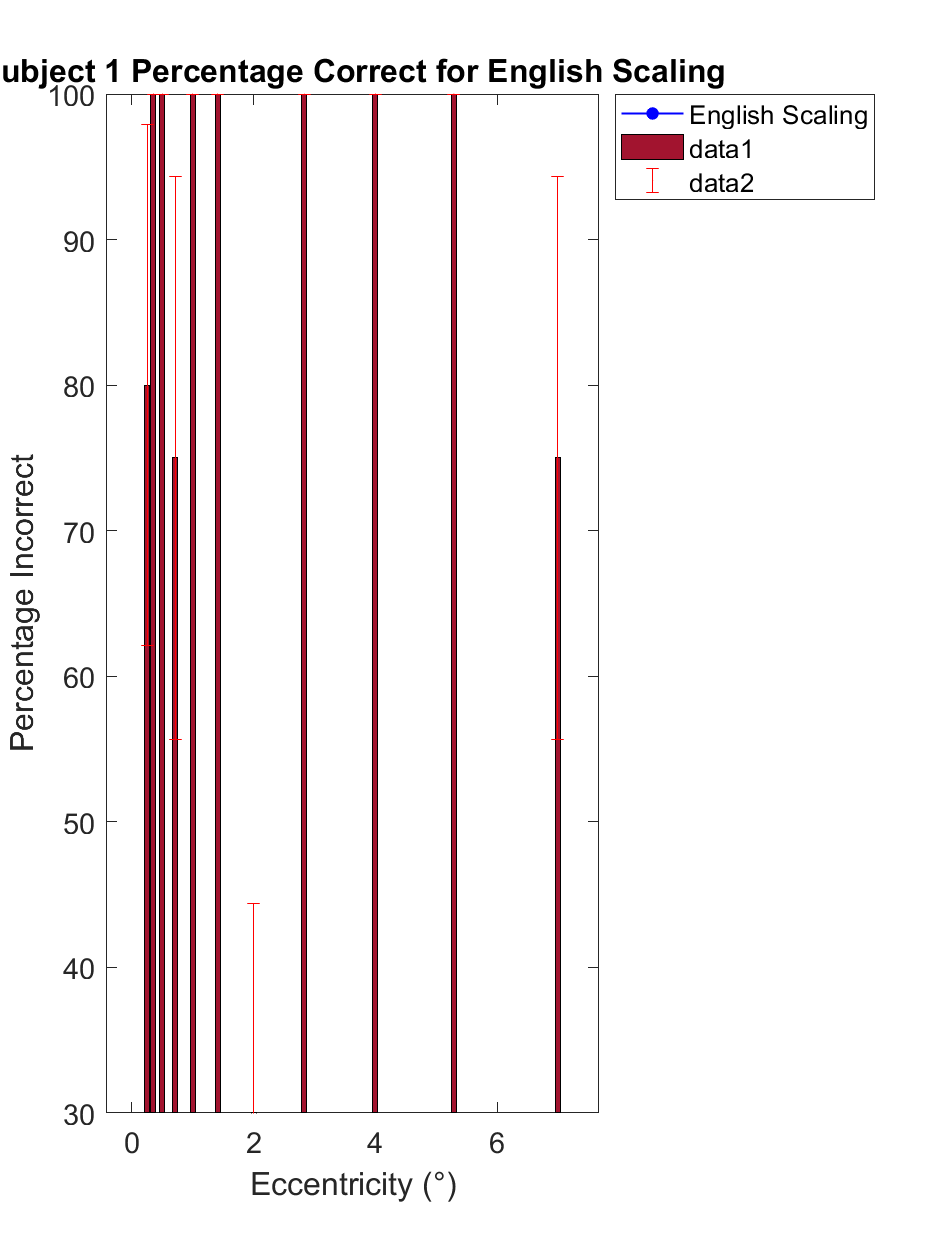 ubject 1 Percentage Correct for English Scaling
English Scaling
data1
data2
100
90
80
70
60
50
40
30
Percentage Incorrect
0 2 4 6
Eccentricity (°)